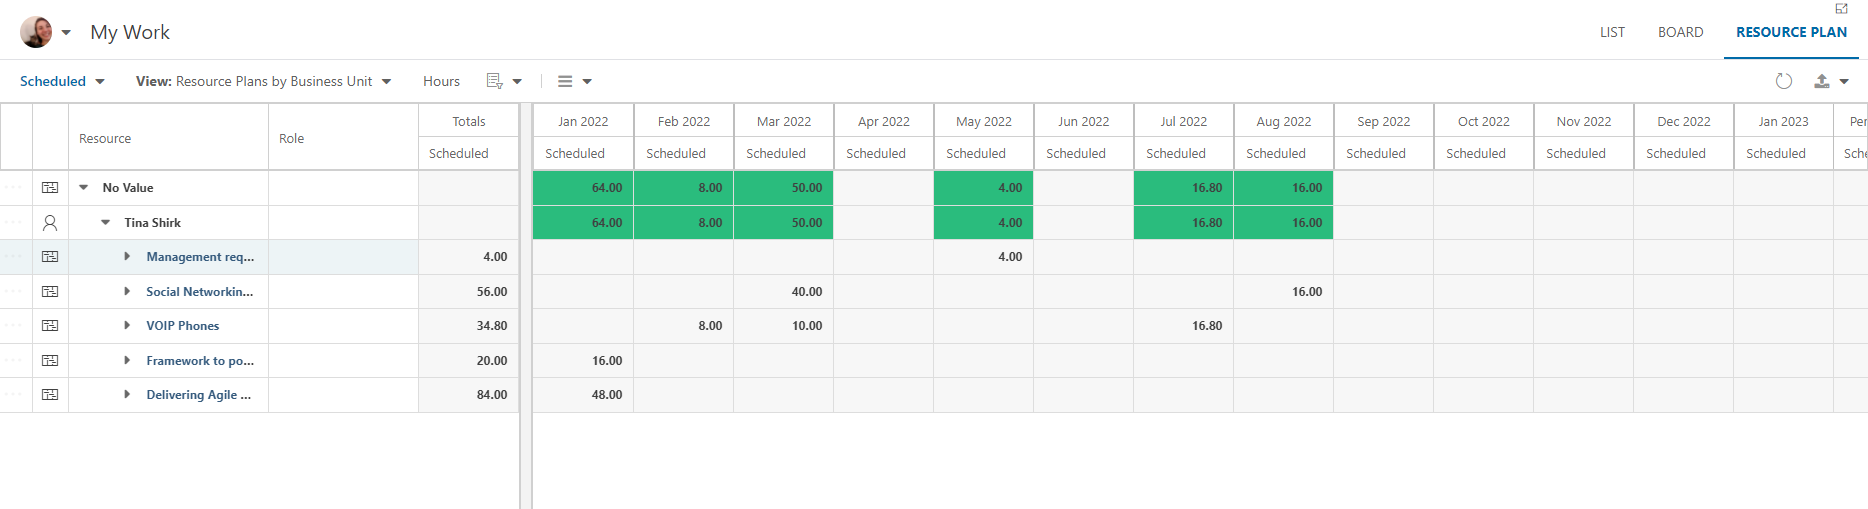 My Work
LIST BOARD RESOURCE PLAN
Scheduled View: Resource Plans by Business Unit Hours
Resource Role Totals Jan 2022 Feb 2022 Mar 2022 Apr 2022 May 2022 Jun 2022 Jul 2022 Aug 2022 Sep 2022 Oct 2022 Nov 2022 Dec 2022 Jan 2023 Per
Scheduled Scheduled Scheduled Scheduled Scheduled Scheduled Scheduled Scheduled Scheduled Scheduled Scheduled Scheduled Scheduled Scheduled Sche
No Value 64.00 8.00 50.00 4.00 16.80 16.00
Tina Shirk 64.00 8.00 50.00 4.00 16.80 16.00
Management req... 4.00 4.00
Social Networkin... 56.00 40.00 16.00
VOIP Phones 34.80 8.00 10.00 16.80
Framework to po... 20.00 16.00
Delivering Agile ... 84.00 48.00